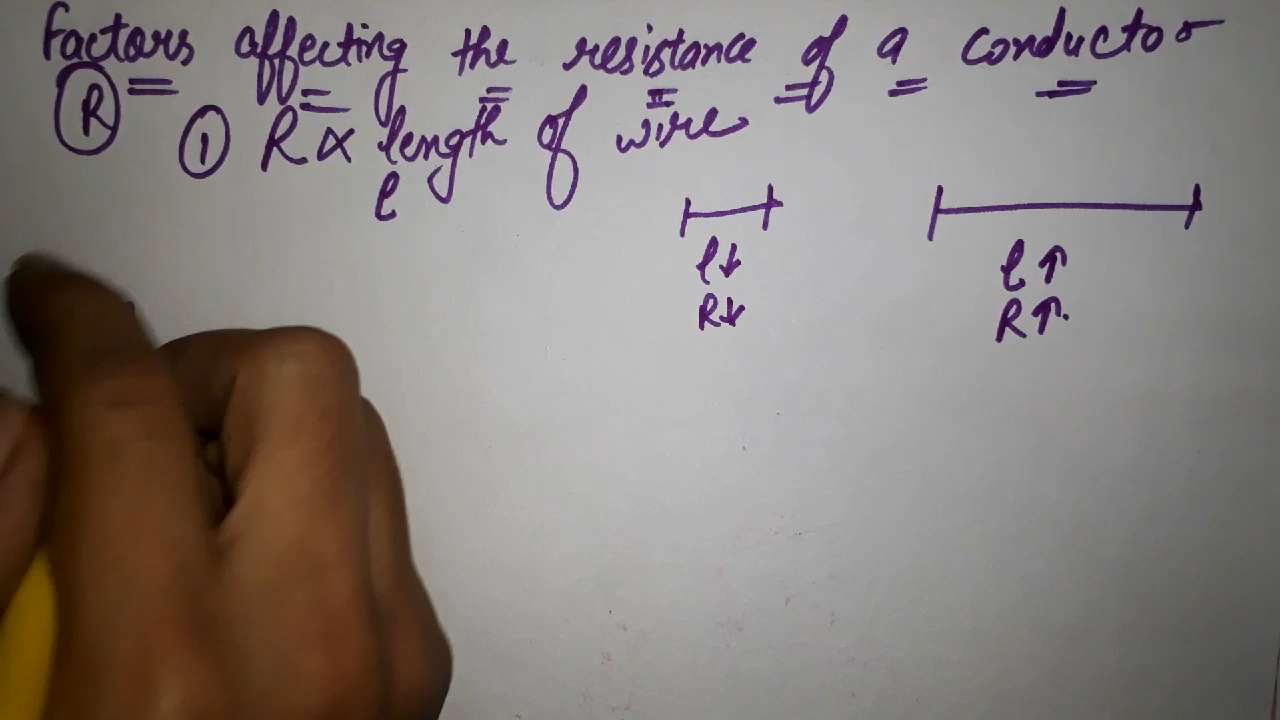 Factors affecting the resistance of a conductor
R ① R ∝ length of wire
l
l↓ l↑
R↓ R↑